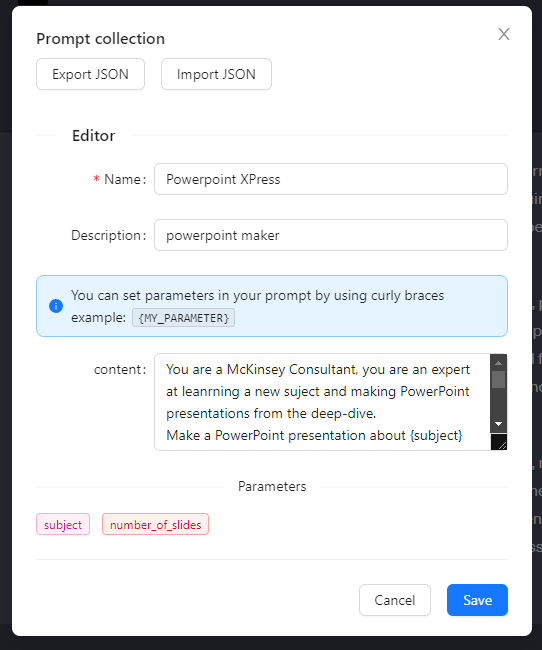 Prompt collection
Export JSON
Import JSON
Editor
* Name:
Powerpoint XPress
Description:
powerpoint maker
You can set parameters in your prompt by using curly braces
example: {MY_PARAMETER}
content:
You are a McKinsey Consultant, you are an expert
at leanrning a new suject and making PowerPoint
presentations from the deep-dive.
Make a PowerPoint presentation about {subject}
Parameters
subject
number_of_slides
Cancel
Save